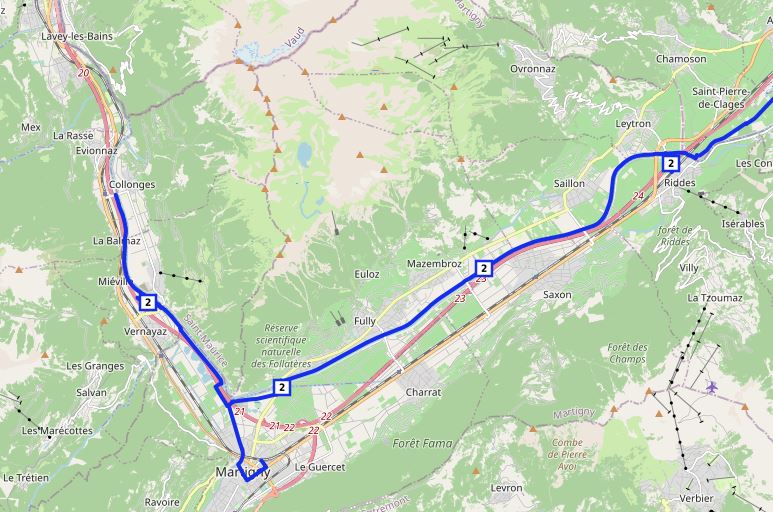 Lavey-les-Bains
Vaud
Martigny
Ovronnaz
Chamoson
20
Saint-Pierre-
de-Clages
Mex
La Rasse
Evionnaz
Leytron
2
Les Con
Collonges
Saillon
Riddes
24
Isérables
La Balmaz
forêt de
Riddes
Mazembroz
2
Villy
Euloz
23
Miéville
2
Saxon
La Tzoumaz
23
Vernayaz
Saint-Maurice
Fully
Réserve
scientifique
naturelle
des Follatères
Forêt des
Champs
Les Granges
2
Salvan
Charrat
21
Martigny
21
22
22
22
Les Marécottes
Forêt Fama
Combe
de Pierre
Avoi
Martigny
Le Guercet
Le Trétien
Levron
Verbier
Ravoire
Entremont